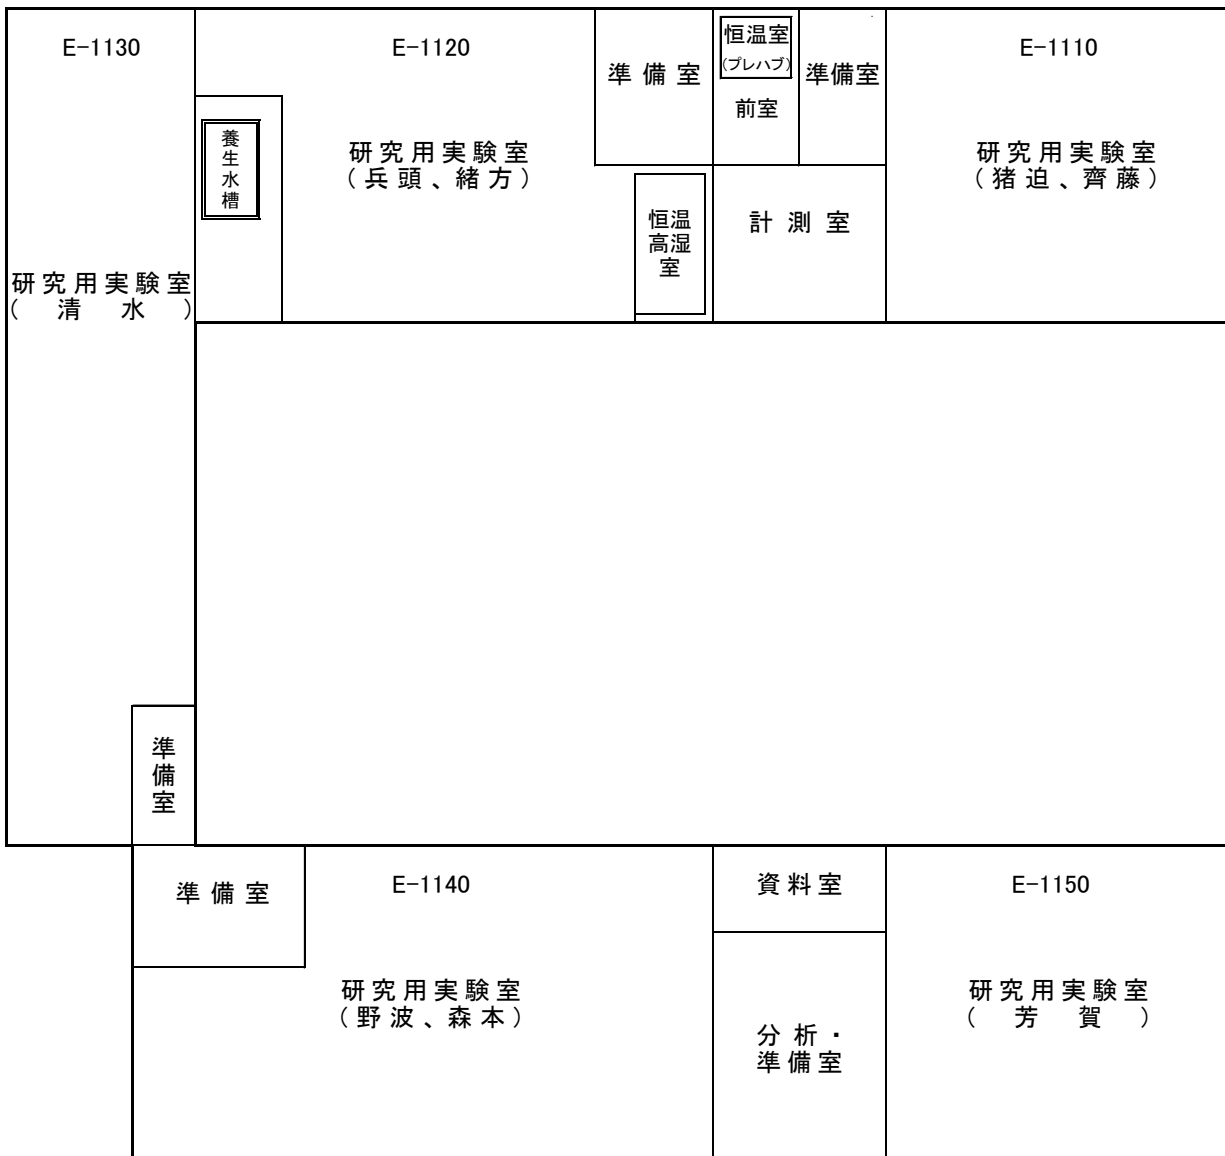 E-1130
E-1120
準備室
恒温室
(プレハブ)
前室
準備室
E-1110
養生水槽
研究用実験室
(兵頭、緒方)
研究用実験室
(猪迫、齊藤)
恒温
高湿
室
計測室
研究用実験室
(清水)
準備室
準備室
E-1140
資料室
E-1150
研究用実験室
(野波、森本)
分析・
準備室
研究用実験室
(芳賀)